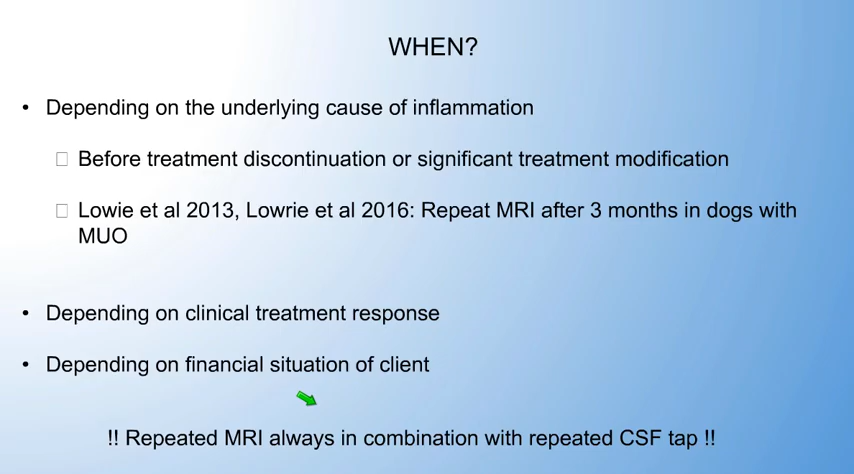 WHEN?
• Depending on the underlying cause of inflammation
□ Before treatment discontinuation or significant treatment modification
□ Lowie et al 2013, Lowrie et al 2016: Repeat MRI after 3 months in dogs with
MUO
• Depending on clinical treatment response
• Depending on financial situation of client
!! Repeated MRI always in combination with repeated CSF tap !!